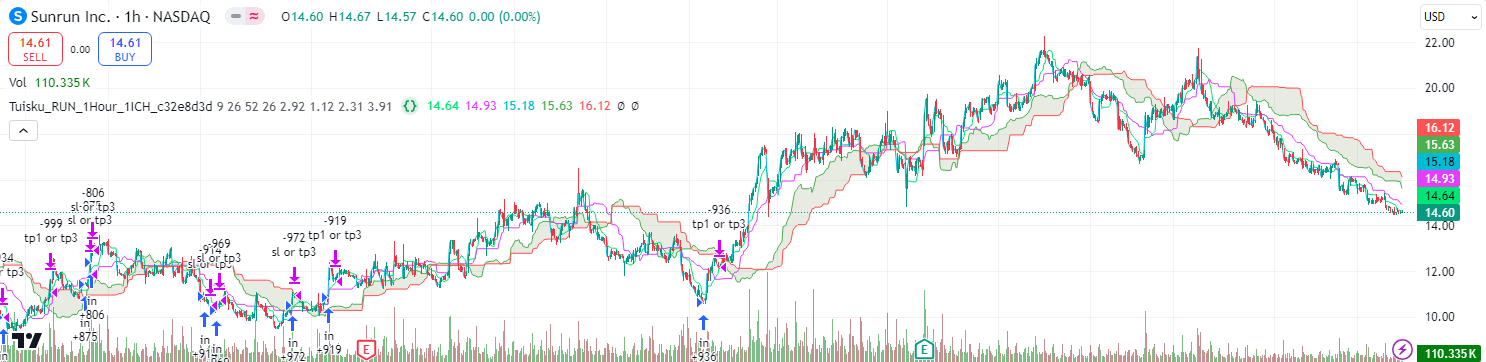 Sunrun Inc. · 1h · NASDAQ O14.60 H14.67 L14.57 C14.60 0.00 (0.00%)
USD
14.61 SELL 0.00 14.61 BUY
Vol 110.335 K
Tuisku_RUN_1Hour_1ICH_c32e8d3d 9 26 52 26 2.92 1.12 2.31 3.91 14.64 14.93 15.18 15.63 16.12 Ø Ø
22.00
20.00
16.12
15.63
15.18
14.93
14.64
14.60
14.00
12.00
10.00
110.335 K
-806
sl or tp3
sl or tp3
-999
tp1 or tp3
934
or tp3
-969
sl or tp3
-914
-972
sl or tp3
-919
tp1 or tp3
-936
tp1 or tp3
in
in
+806
in
+875
in
in
in
+972
in
+919
in
+936
E
E